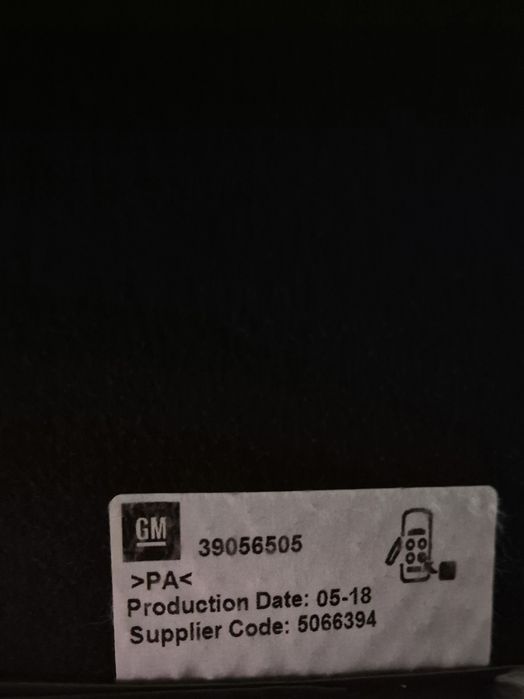 GM
39056505
>PA<
Production Date: 05-18
Supplier Code: 5066394